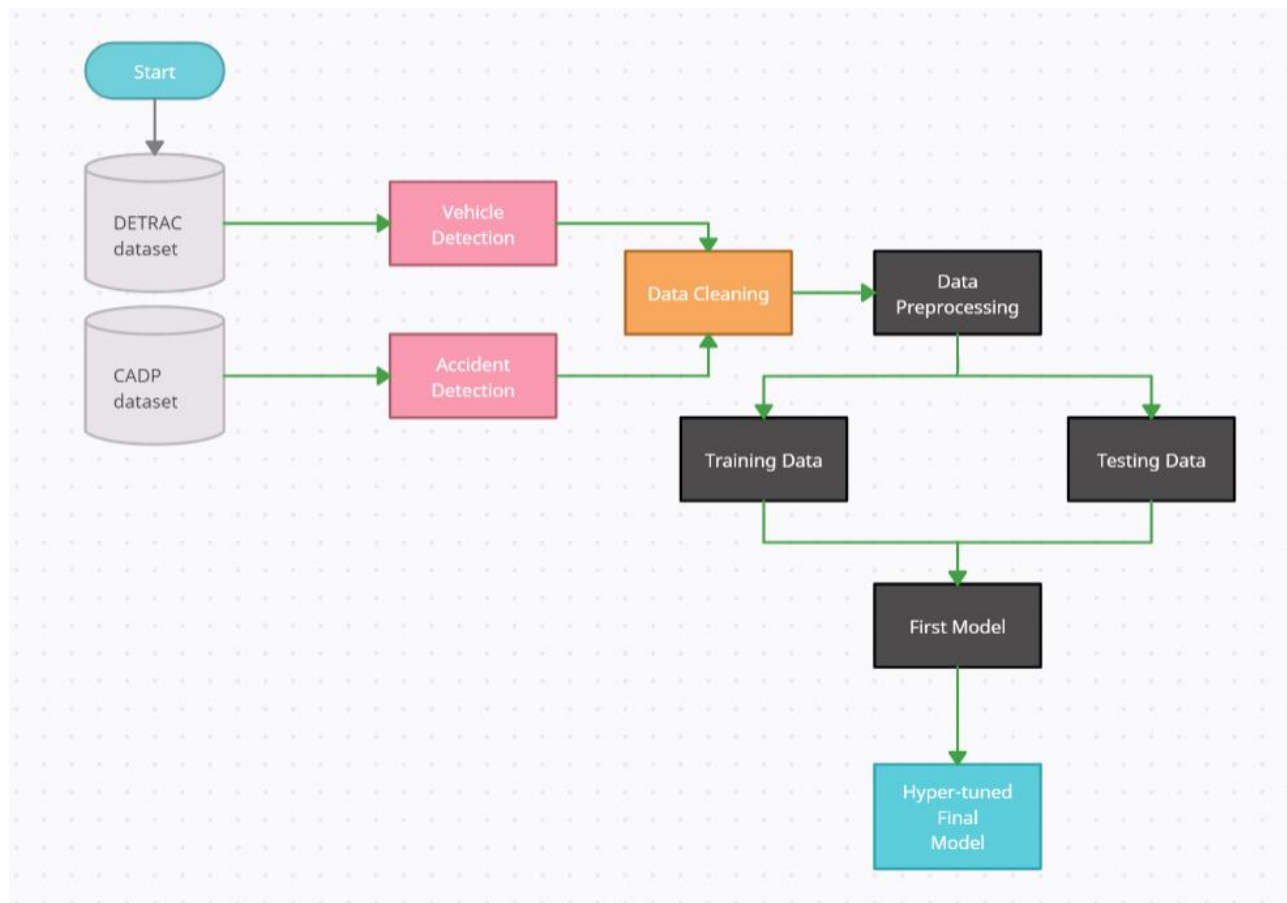 Start
DETRAC
dataset
Vehicle
Detection
Data Cleaning
Data
Preprocessing
CADP
dataset
Accident
Detection
Training Data
Testing Data
First Model
Hyper-tuned
Final
Model